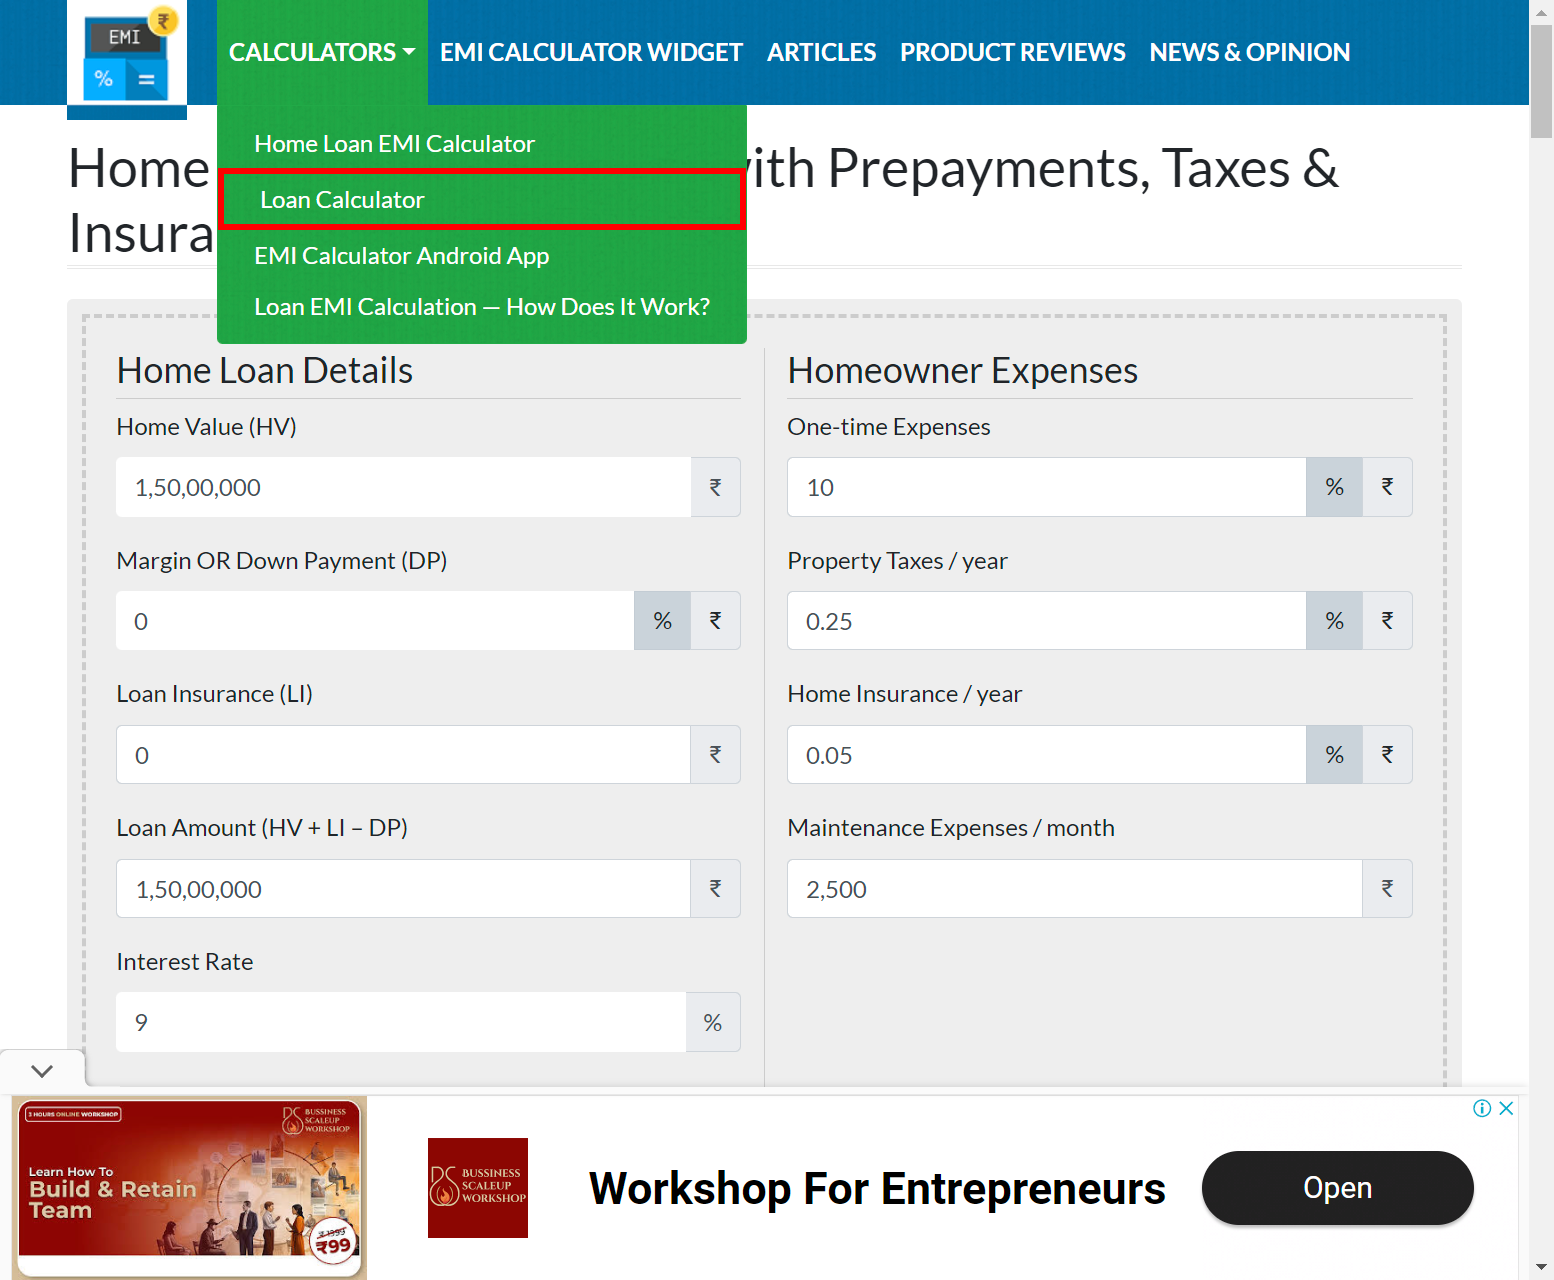 EMI
₹
%
=
CALCULATORS
EMI CALCULATOR WIDGET
ARTICLES
PRODUCT REVIEWS
NEWS & OPINION
Home Loan EMI Calculator
Loan Calculator
EMI Calculator Android App
Loan EMI Calculation — How Does It Work?
Home ith Prepayments, Taxes &
Insura
Home Loan Details
Home Value (HV)
1,50,00,000 ₹
Margin OR Down Payment (DP)
0 % ₹
Loan Insurance (LI)
0 ₹
Loan Amount (HV + LI – DP)
1,50,00,000 ₹
Interest Rate
9 %
Homeowner Expenses
One-time Expenses
10 % ₹
Property Taxes / year
0.25 % ₹
Home Insurance / year
0.05 % ₹
Maintenance Expenses / month
2,500 ₹
3 HOURS ONLINE WORKSHOP
BUSSINESS
SCALEUP
WORKSHOP
Learn How To
Build & Retain
Team
₹1399
₹99
BUSSINESS
SCALEUP
WORKSHOP
Workshop For Entrepreneurs
Open